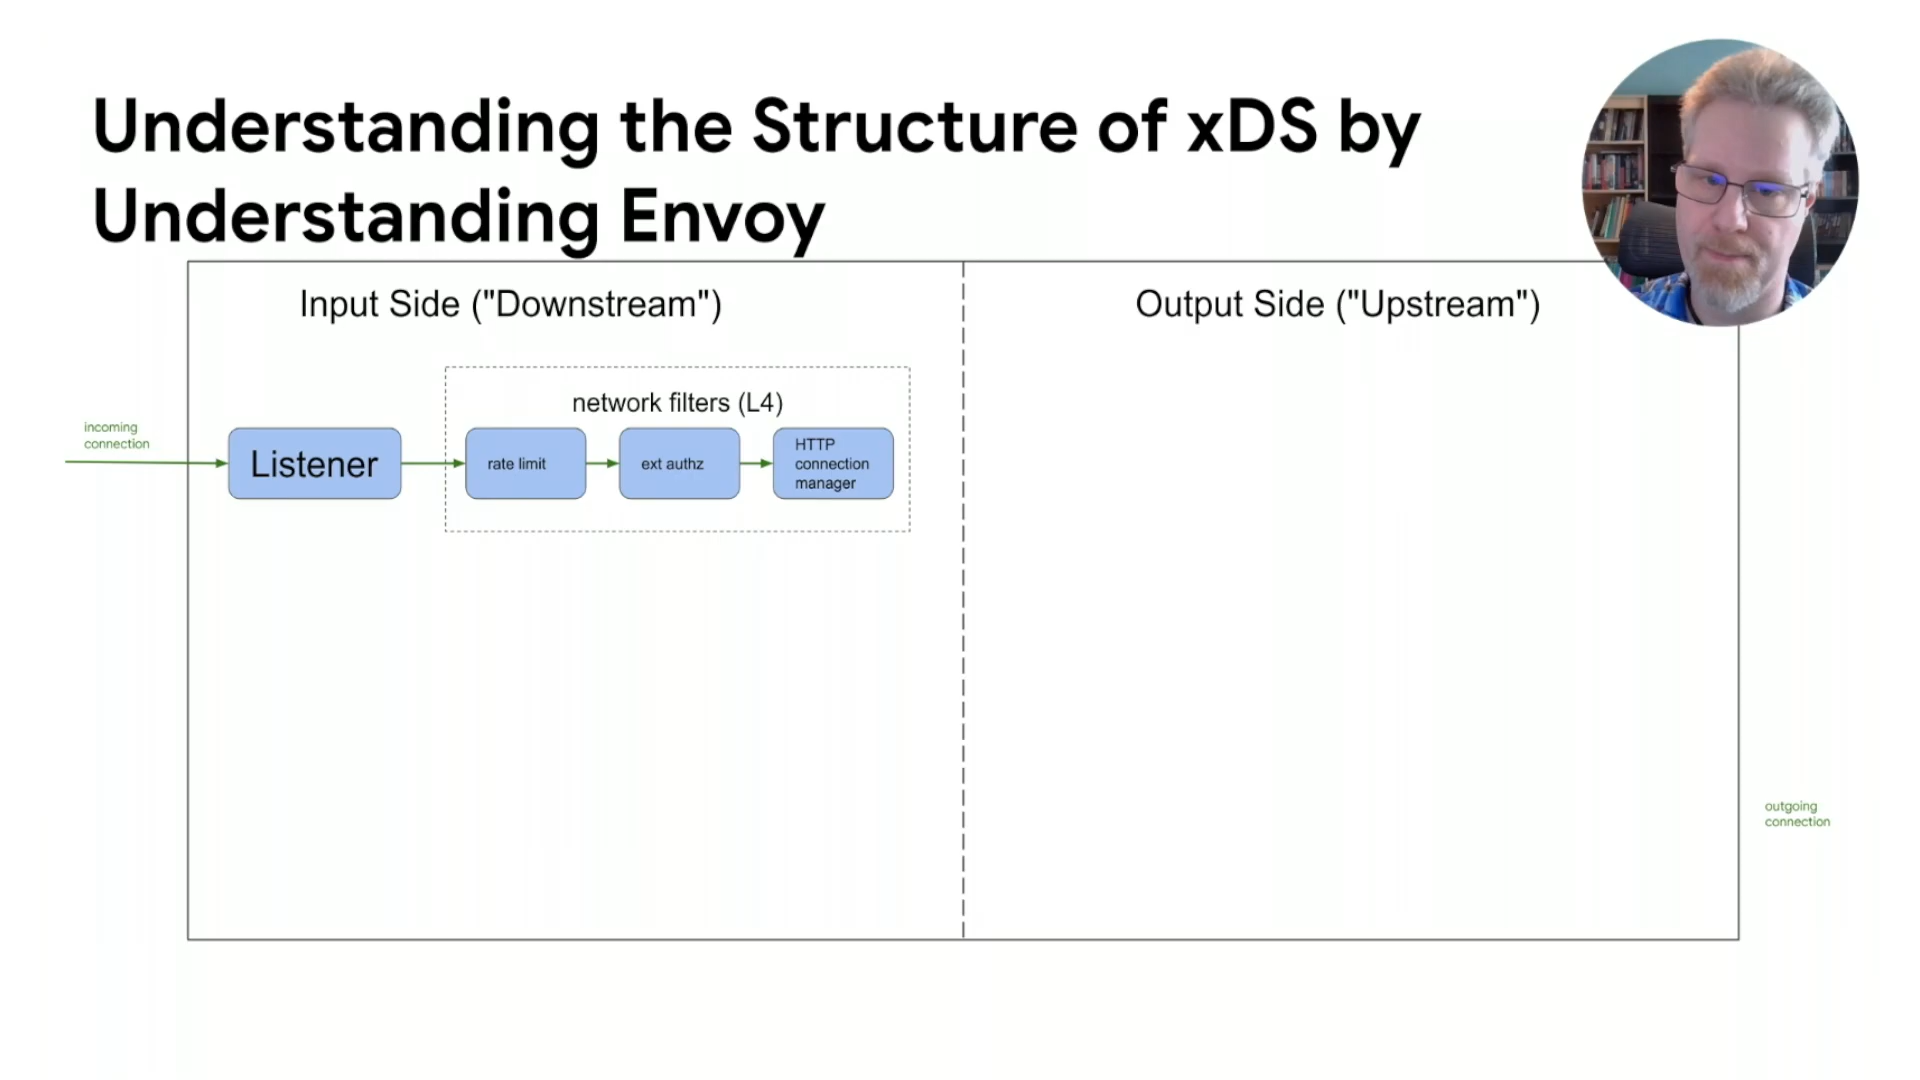 Understanding the Structure of xDS by
Understanding Envoy
Input Side ("Downstream")
Output Side ("Upstream")
network filters (L4)
incoming
connection
Listener
rate limit
ext authz
HTTP
connection
manager
outgoing
connection